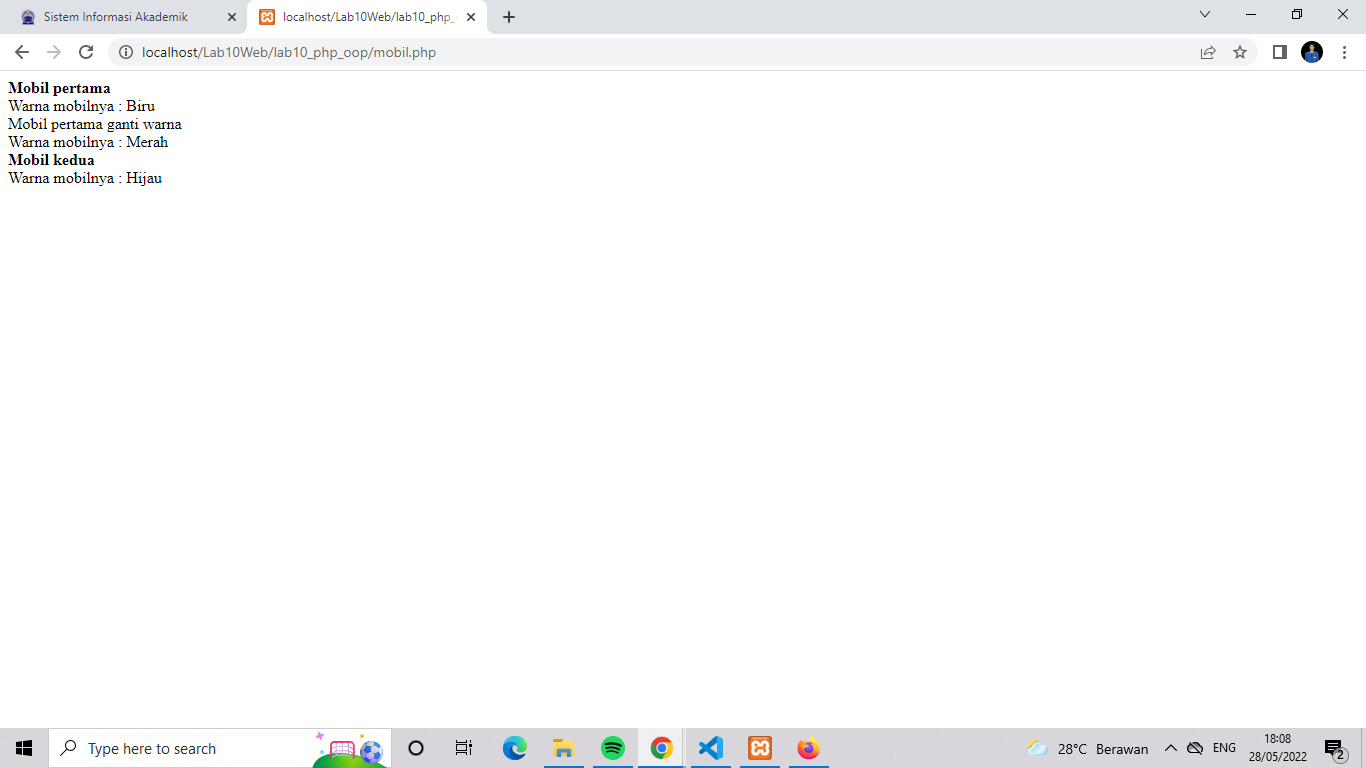 Sistem Informasi Akademik
localhost/Lab10Web/lab10_php_
localhost/Lab10Web/lab10_php_oop/mobil.php
Mobil pertama
Warna mobilnya : Biru
Mobil pertama ganti warna
Warna mobilnya : Merah
Mobil kedua
Warna mobilnya : Hijau
Type here to search
28°C Berawan
ENG
18:08
28/05/2022
2